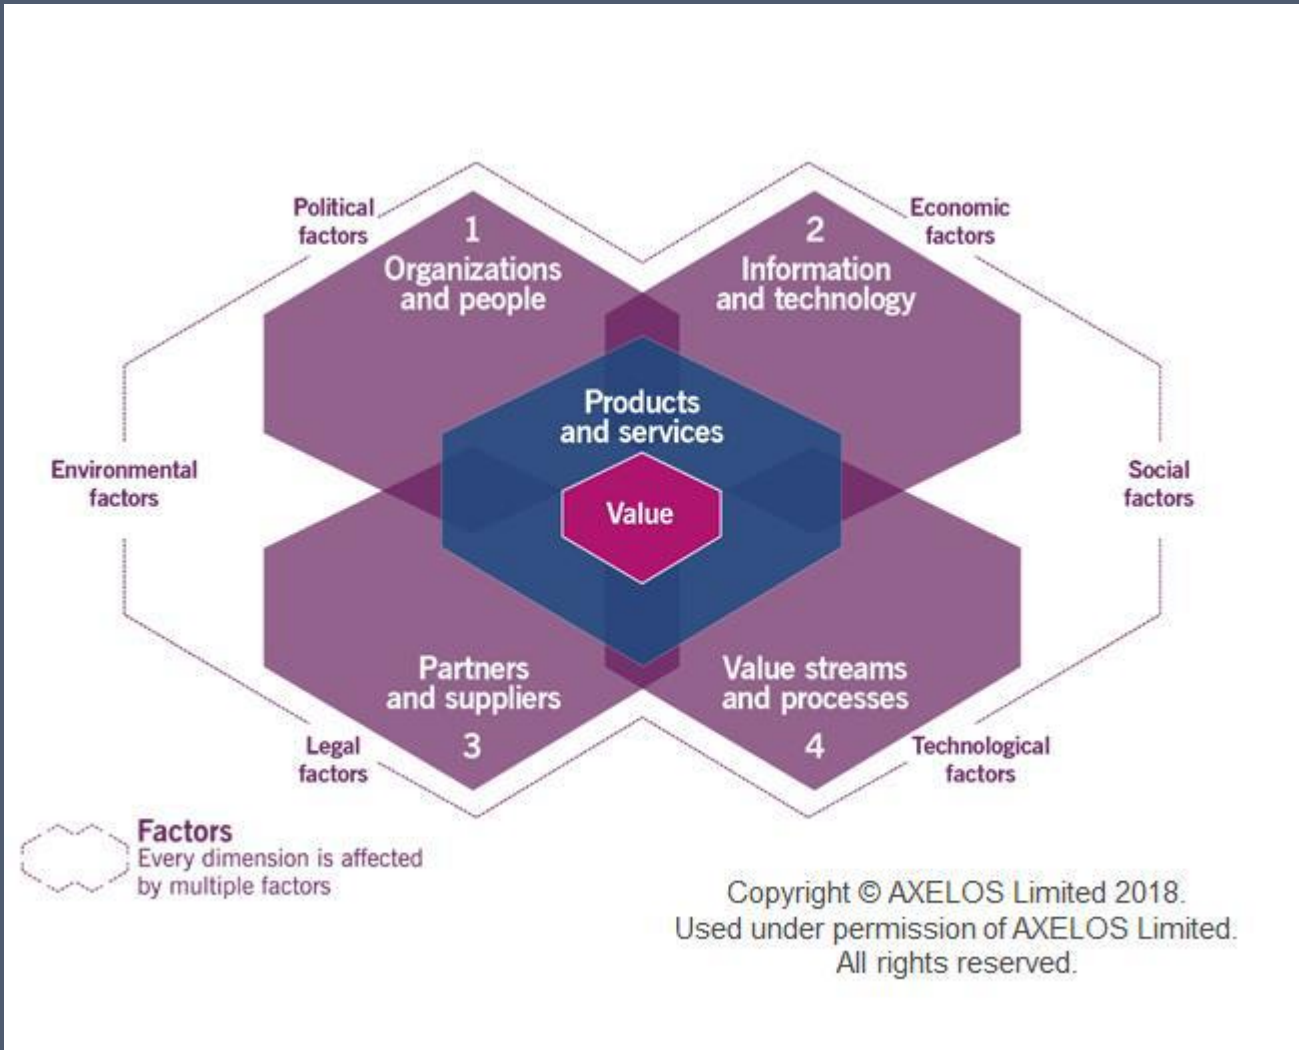 Political
factors
Economic
factors
1
Organizations
and people
2
Information
and technology
Products
and services
Environmental
factors
Value
Social
factors
Partners
and suppliers
3
Value streams
and processes
4
Legal
factors
Technological
factors
Factors
Every dimension is affected
by multiple factors
Copyright © AXELOS Limited 2018.
Used under permission of AXELOS Limited.
All rights reserved.